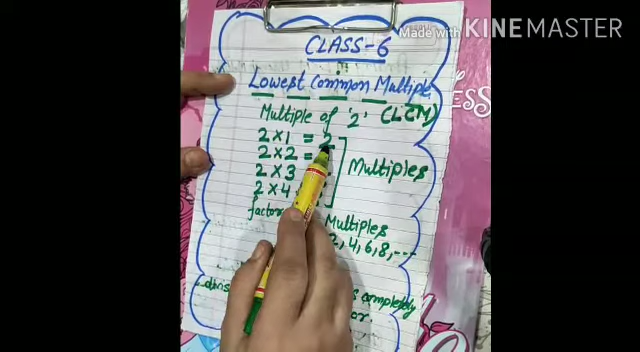 Made with KINEMASTER
CLASS-6
Lowest Common Multiple
Multiple of '2' (LCM)
2×1 = 2
2×2 =
2×3
2×4
Multiples
factor
Multiples
2, 4, 6, 8, ---
completely